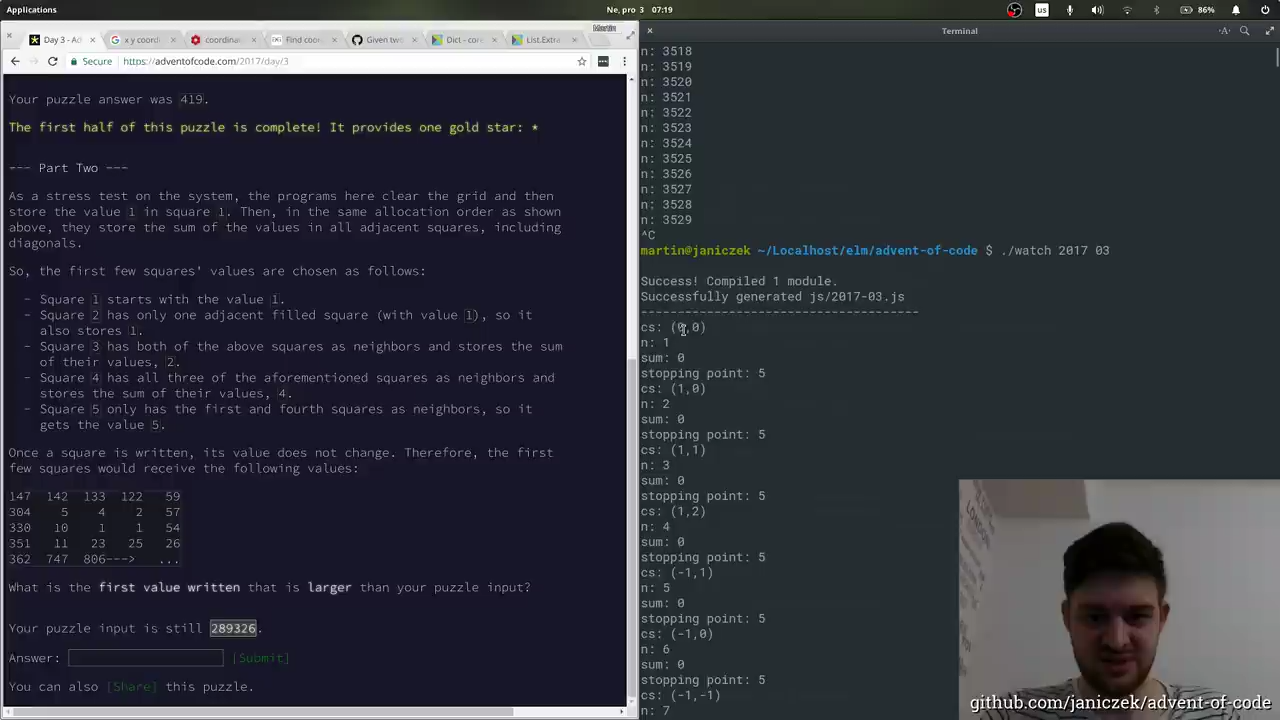 Applications
Ne, pro 3 07:19
us
86%
Martin
Day 3 - Ad
x y coordi
coordinat
Find coor
Given two
Dict - core
List.Extra
Secure https://adventofcode.com/2017/day/3
Your puzzle answer was 419.
The first half of this puzzle is complete! It provides one gold star: *
--- Part Two ---
As a stress test on the system, the programs here clear the grid and then
store the value 1 in square 1. Then, in the same allocation order as shown
above, they store the sum of the values in all adjacent squares, including
diagonals.
So, the first few squares' values are chosen as follows:
- Square 1 starts with the value 1.
- Square 2 has only one adjacent filled square (with value 1), so it
also stores 1.
- Square 3 has both of the above squares as neighbors and stores the sum
of their values, 2.
- Square 4 has all three of the aforementioned squares as neighbors and
stores the sum of their values, 4.
- Square 5 only has the first and fourth squares as neighbors, so it
gets the value 5.
Once a square is written, its value does not change. Therefore, the first
few squares would receive the following values:
147 142 133 122 59
304 5 4 2 57
330 10 1 1 54
351 11 23 25 26
362 747 806---> ...
What is the first value written that is larger than your puzzle input?
Your puzzle input is still 289326.
Answer: [Submit]
You can also [Share] this puzzle.
Terminal
n: 3518
n: 3519
n: 3520
n: 3521
n: 3522
n: 3523
n: 3524
n: 3525
n: 3526
n: 3527
n: 3528
n: 3529
^C
martin@janiczek ~/Localhost/elm/advent-of-code $ ./watch 2017 03
Success! Compiled 1 module.
Successfully generated js/2017-03.js
---------------------------------------------
cs: (0,0)
n: 1
sum: 0
stopping point: 5
cs: (1,0)
n: 2
sum: 0
stopping point: 5
cs: (1,1)
n: 3
sum: 0
stopping point: 5
cs: (1,2)
n: 4
sum: 0
stopping point: 5
cs: (-1,1)
n: 5
sum: 0
stopping point: 5
cs: (-1,0)
n: 6
sum: 0
stopping point: 5
cs: (-1,-1)
n: 7
github.com/janiczek/advent-of-code